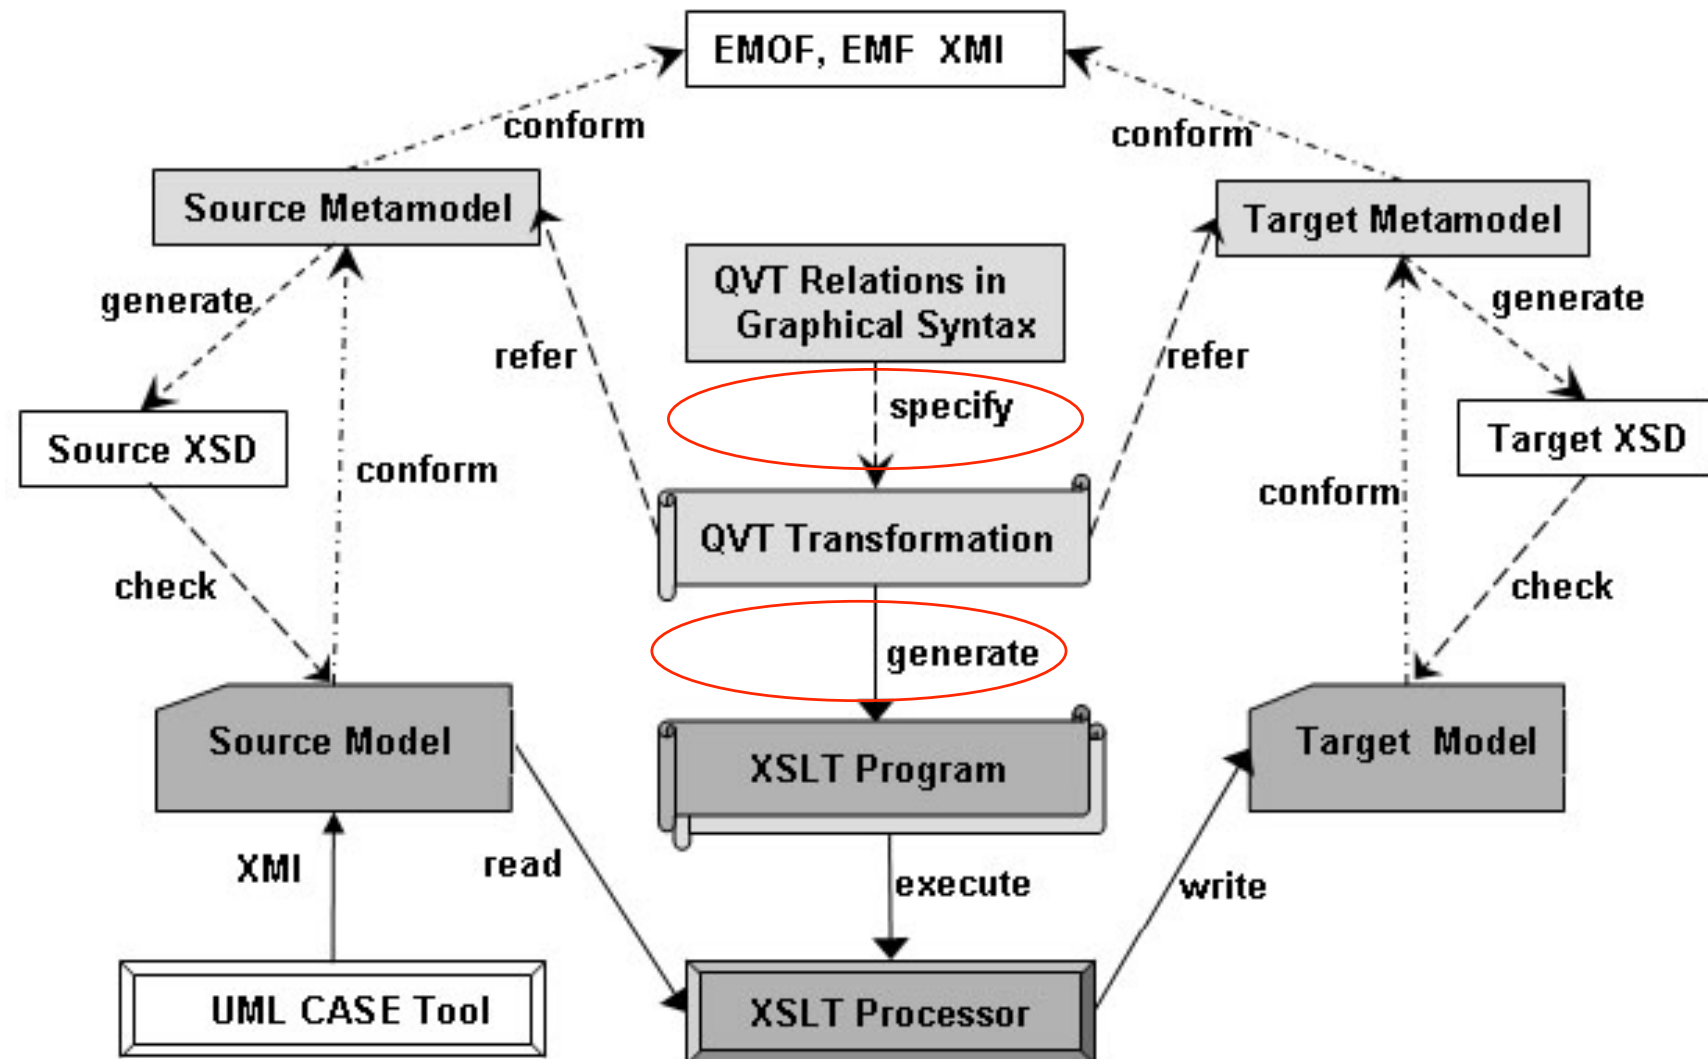 EMOF, EMF XMI
conform
conform
Source Metamodel
Target Metamodel
QVT Relations in
Graphical Syntax
generate
generate
refer
refer
specify
Source XSD
Target XSD
conform
conform
QVT Transformation
check
check
generate
Source Model
XSLT Program
Target Model
XMI
read
execute
write
UML CASE Tool
XSLT Processor